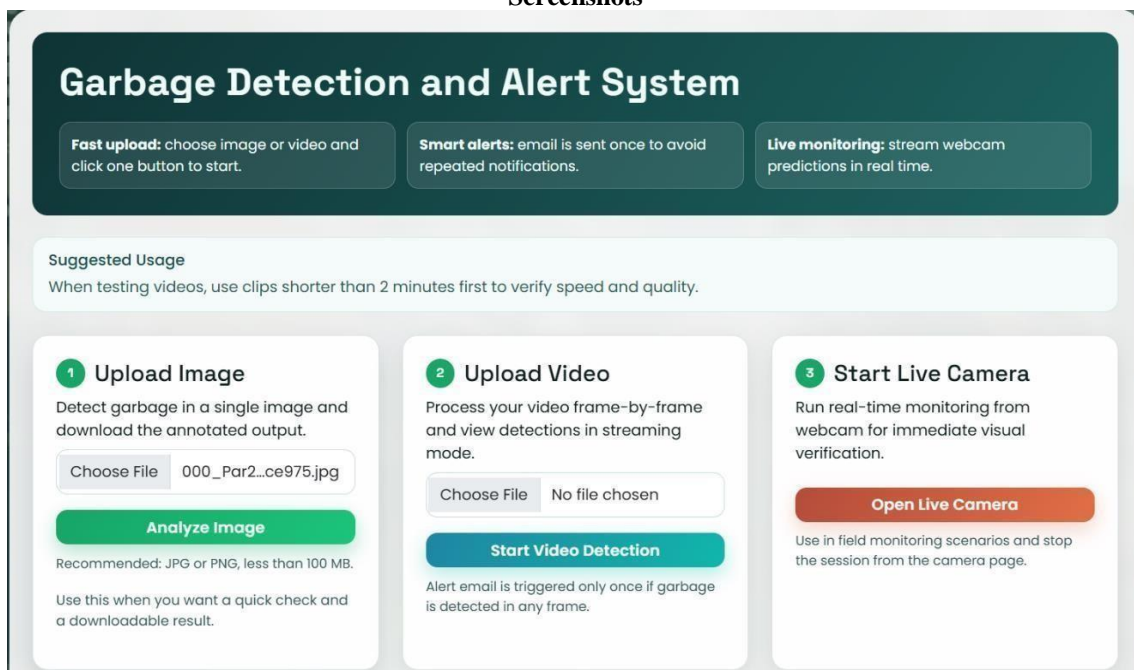 Screenshots
Garbage Detection and Alert System
Fast upload: choose image or video and
click one button to start.
Smart alerts: email is sent once to avoid
repeated notifications.
Live monitoring: stream webcam
predictions in real time.
Suggested Usage
When testing videos, use clips shorter than 2 minutes first to verify speed and quality.
1 Upload Image
Detect garbage in a single image and
download the annotated output.
Choose File 000_Par2...ce975.jpg
Analyze Image
Recommended: JPG or PNG, less than 100 MB.
Use this when you want a quick check and
a downloadable result.
2 Upload Video
Process your video frame-by-frame
and view detections in streaming
mode.
Choose File No file chosen
Start Video Detection
Alert email is triggered only once if garbage
is detected in any frame.
3 Start Live Camera
Run real-time monitoring from
webcam for immediate visual
verification.
Open Live Camera
Use in field monitoring scenarios and stop
the session from the camera page.